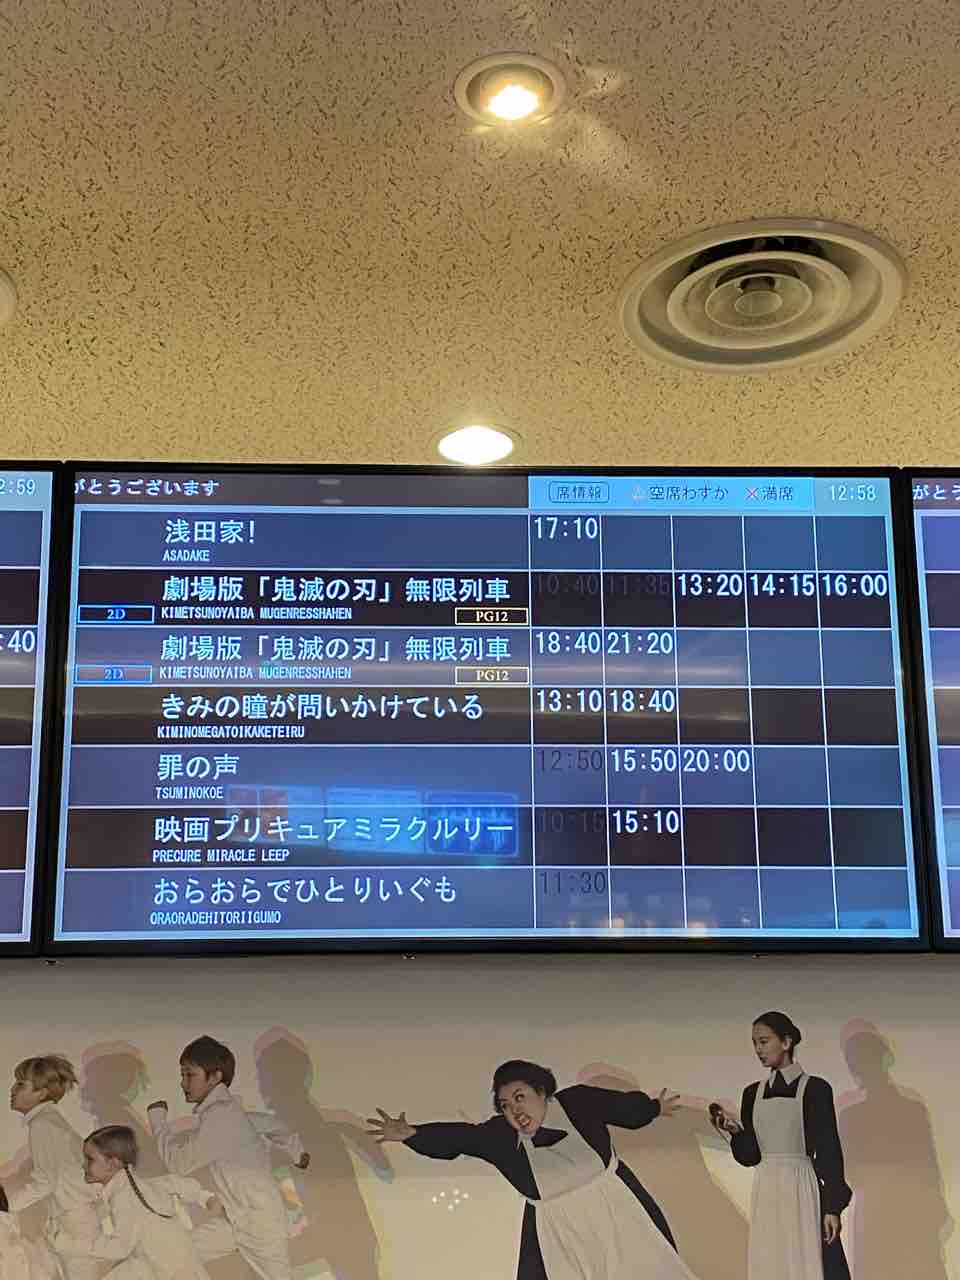 2:59
がとうございます
席情報 △空席わずか ×満席 12:58
浅田家!
ASADAKE
17:10
劇場版「鬼滅の刃」無限列車
2D KIMETSUNOYAIBA MUGENRESSHAHEN PG12
10:40 11:35 13:20 14:15 16:00
:40
劇場版「鬼滅の刃」無限列車
2D KIMETSUNOYAIBA MUGENRESSHAHEN PG12
18:40 21:20
きみの瞳が問いかけている
KIMINOMEGATOIKAKETEIRU
13:10 18:40
罪の声
TSUMINOKOE
12:50 15:50 20:00
映画プリキュアミラクルリー
PRECURE MIRACLE LEEP
10:15 15:10
おらおらでひとりいぐも
ORAORADEHITORIIGUMO
11:30
がとう